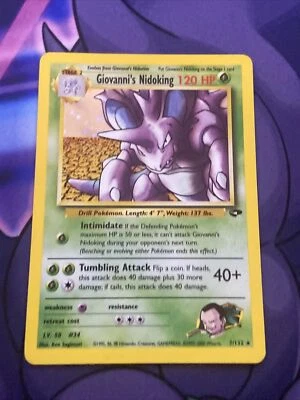 Evolves from Giovanni's Nidorino Put Giovanni's Nidoking on the Stage 1 card
STAGE 2
Giovanni's Nidoking 120 HP
Drill Pokémon. Length: 4' 7", Weight: 137 lbs.
Intimidate If the Defending Pokémon's
maximum HP is 50 or less, it can't attack Giovanni's
Nidoking during your opponent's next turn.
(Benching or evolving either Pokémon ends this effect.)
Tumbling Attack Flip a coin. If heads,
this attack does 40 damage plus 30 more
damage; if tails, this attack does 40 damage.
40+
weakness resistance
retreat cost
LV. 58 #34
Illus. Ken Sugimori
7/132